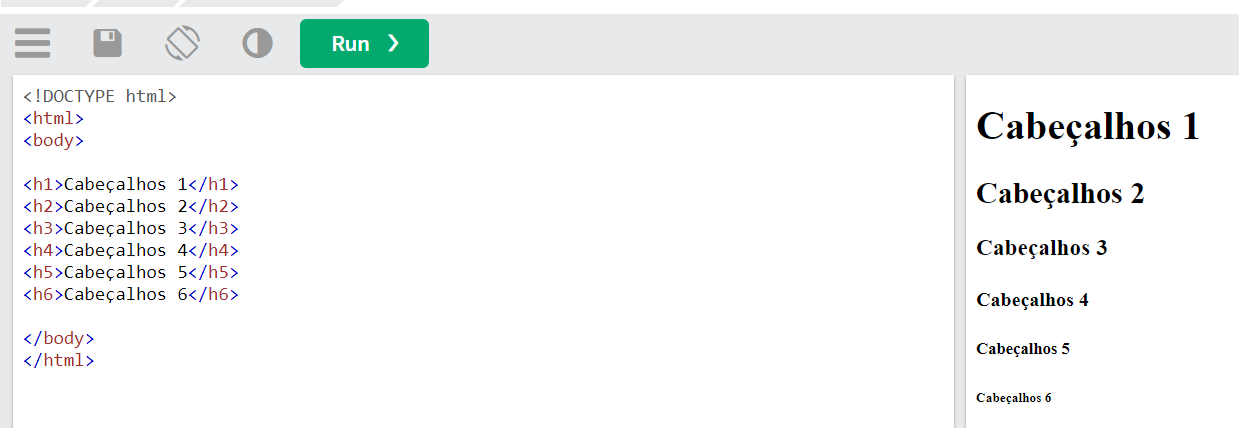 Run ❯
<!DOCTYPE html>
<html>
<body>
<h1>Cabeçalhos 1</h1>
<h2>Cabeçalhos 2</h2>
<h3>Cabeçalhos 3</h3>
<h4>Cabeçalhos 4</h4>
<h5>Cabeçalhos 5</h5>
<h6>Cabeçalhos 6</h6>
</body>
</html>
Cabeçalhos 1
Cabeçalhos 2
Cabeçalhos 3
Cabeçalhos 4
Cabeçalhos 5
Cabeçalhos 6